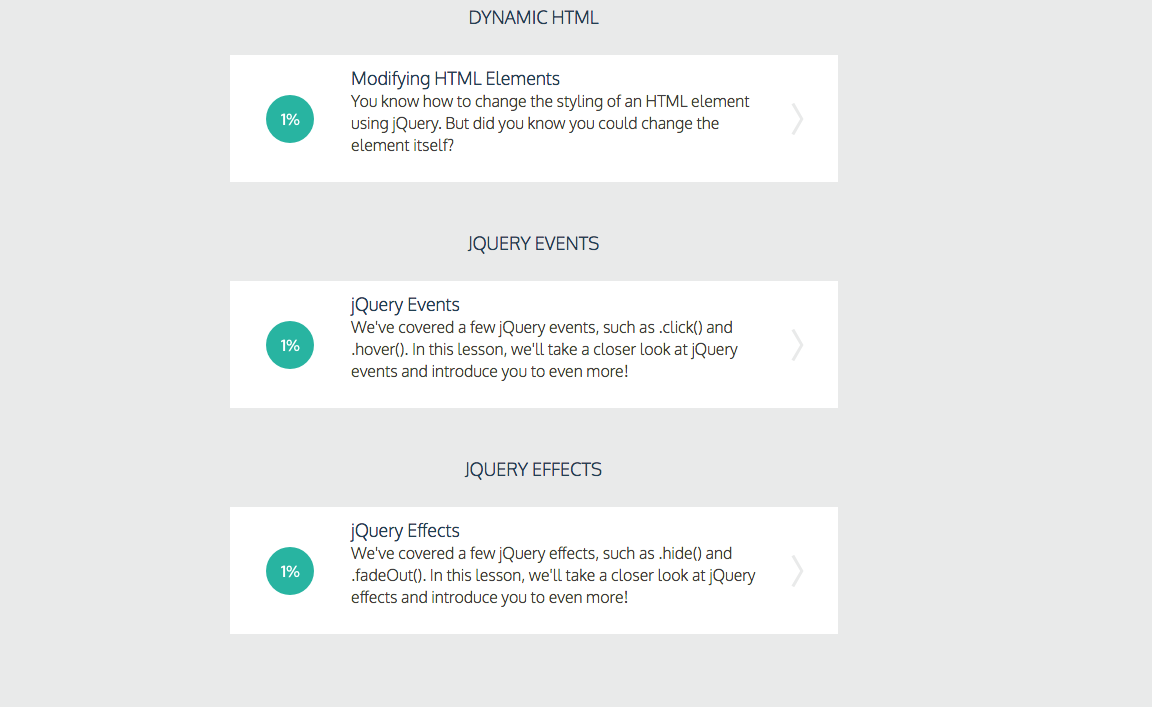 DYNAMIC HTML
Modifying HTML Elements
You know how to change the styling of an HTML element
1%
using jQuery. But did you know you could change the
element itself?
JQUERY EVENTS
jQuery Events
We've covered a few jQuery events, such as .click() and
1%
.hover(). In this lesson, we'll take a closer look at jQuery
events and introduce you to even more!
JQUERY EFFECTS
jQuery Effects
We've covered a few jQuery effects, such as .hide() and
1%
.fadeOut(). In this lesson, we'll take a closer look at jQuery
effects and introduce you to even more!